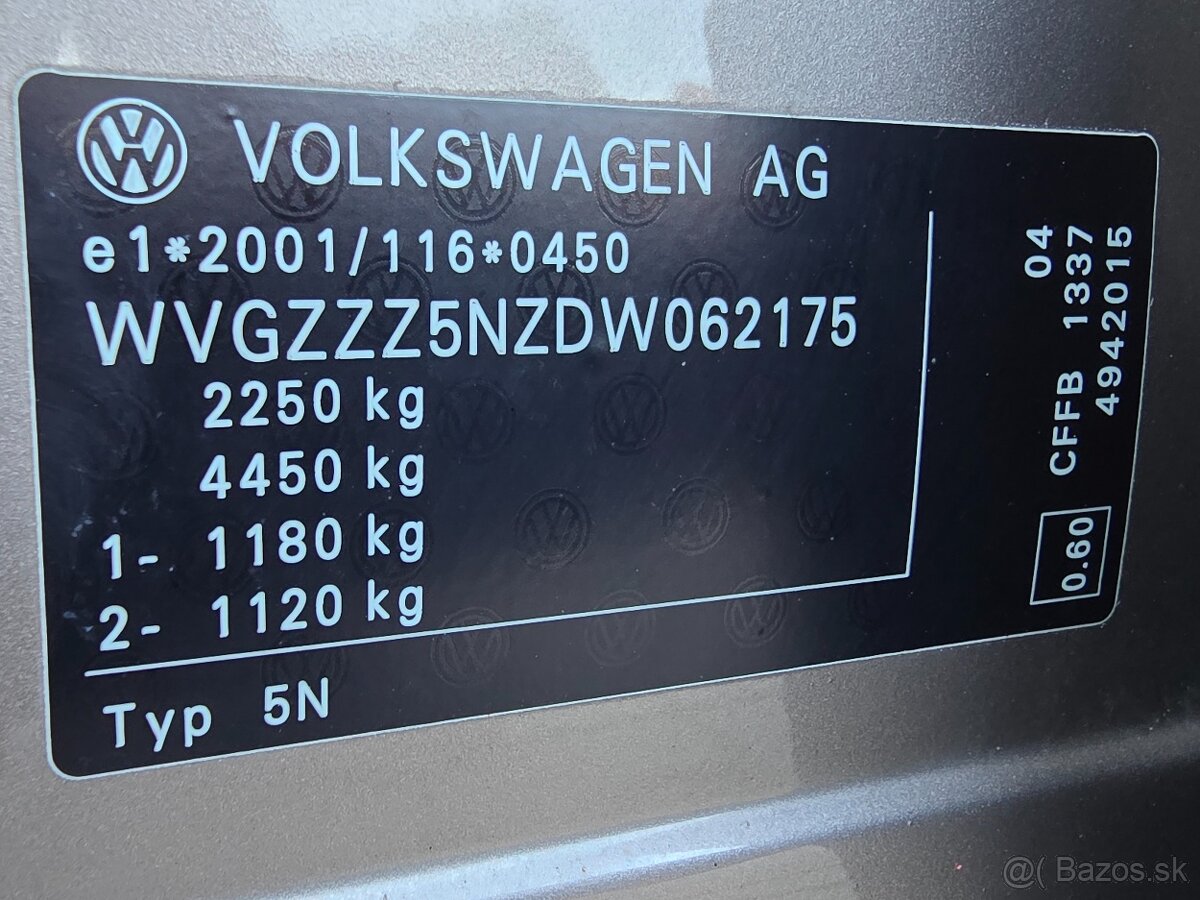 VOLKSWAGEN AG
e1*2001/116*0450
WVGZZZ5NZDW062175
2250 kg
4450 kg
1- 1180 kg
2- 1120 kg
Typ 5N
04
CFFB 1337
4942015
0.60
@( Bazos.sk